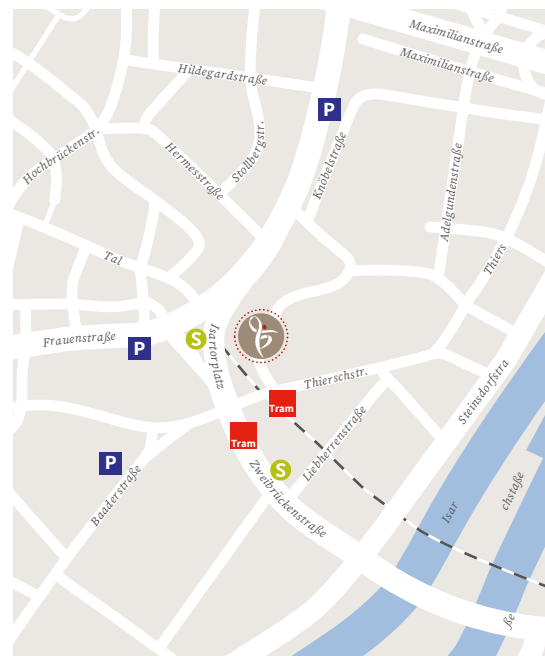 Maximilianstraße
Maximilianstraße
Hildegardstraße
P
Hochbrückenstr.
Hermesstraße
Stollbergstr.
Knöbelstraße
Adelgundenstraße
Tal
Thiers
Frauenstraße
P
S
Isartorplatz
Thierschstr.
Steinsdorfstra
Tram
Tram
Liebherrenstraße
P
S
Baaderstraße
Zweibrückenstraße
Isar
chstaße
ße